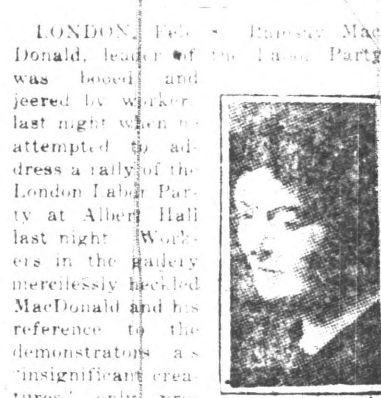 LONDON, Feb. Ramsay Mac
Donald, leader of the Labor Party
was booed and
jeered by workers
last night when he
attempted to ad-
dress a rally of the
London Labor Par-
ty at Albert Hall
last night. Work-
ers in the gallery
mercilessly heckled
MacDonald and his
reference to the
demonstrators as
"insignificant crea-
tures" only